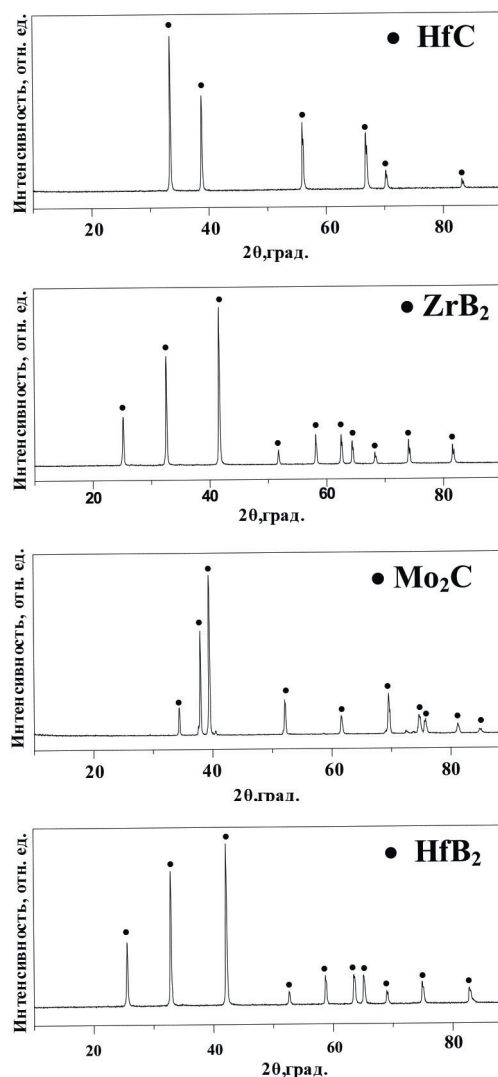 ● HfC
Интенсивность, отн. ед.
20 40 60 80
2θ,град.
● ZrB₂
Интенсивность, отн. ед.
20 40 60 80
2θ,град.
● Mo₂C
Интенсивность, отн. ед.
20 40 60 80
2θ,град.
● HfB₂
Интенсивность, отн. ед.
20 40 60 80
2θ,град.